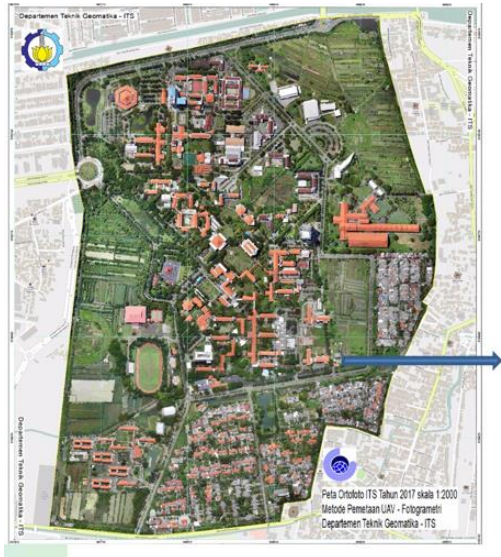 Departemen Teknik Geomatika - ITS
Departemen Teknik Geomatika - ITS
Departemen Teknik Geomatika - ITS
Peta Ortofoto ITS Tahun 2017 skala 1:2000
Metode Pemetaan UAV - Fotogrametri
Departemen Teknik Geomatika - ITS